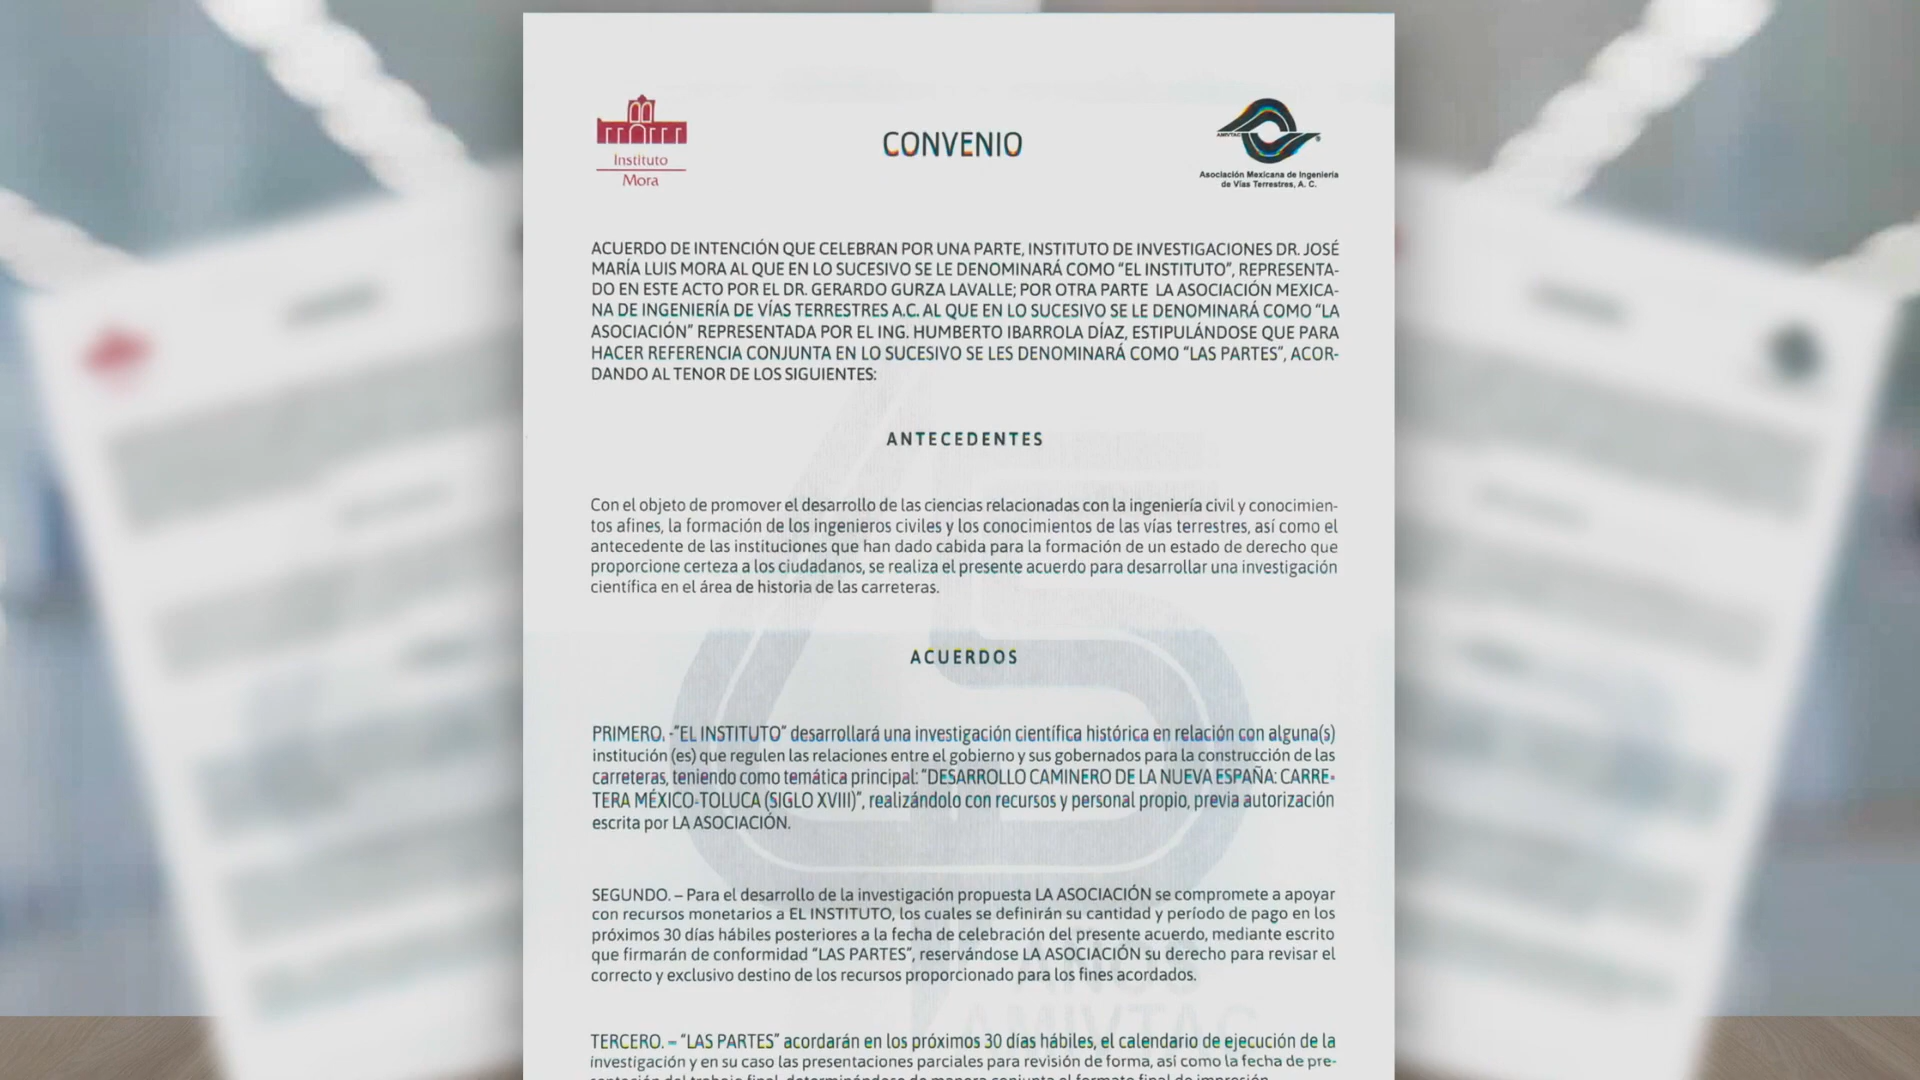 Instituto
Mora
CONVENIO
AMIVTAC
Asociación Mexicana de Ingeniería
de Vías Terrestres, A. C.
ACUERDO DE INTENCIÓN QUE CELEBRAN POR UNA PARTE, INSTITUTO DE INVESTIGACIONES DR. JOSÉ
MARÍA LUIS MORA AL QUE EN LO SUCESIVO SE LE DENOMINARÁ COMO “EL INSTITUTO”, REPRESENTA-
DO EN ESTE ACTO POR EL DR. GERARDO GURZA LAVALLE; POR OTRA PARTE LA ASOCIACIÓN MEXICA-
NA DE INGENIERÍA DE VÍAS TERRESTRES A.C. AL QUE EN LO SUCESIVO SE LE DENOMINARÁ COMO “LA
ASOCIACIÓN” REPRESENTADA POR EL ING. HUMBERTO IBARROLA DÍAZ, ESTIPULÁNDOSE QUE PARA
HACER REFERENCIA CONJUNTA EN LO SUCESIVO SE LES DENOMINARÁ COMO “LAS PARTES”, ACOR-
DANDO AL TENOR DE LOS SIGUIENTES:
ANTECEDENTES
Con el objeto de promover el desarrollo de las ciencias relacionadas con la ingeniería civil y conocimien-
tos afines, la formación de los ingenieros civiles y los conocimientos de las vías terrestres, así como el
antecedente de las instituciones que han dado cabida para la formación de un estado de derecho que
proporcione certeza a los ciudadanos, se realiza el presente acuerdo para desarrollar una investigación
científica en el área de historia de las carreteras.
ACUERDOS
PRIMERO. -“EL INSTITUTO” desarrollará una investigación científica histórica en relación con alguna(s)
institución (es) que regulen las relaciones entre el gobierno y sus gobernados para la construcción de las
carreteras, teniendo como temática principal: “DESARROLLO CAMINERO DE LA NUEVA ESPAÑA: CARRE-
TERA MÉXICO-TOLUCA (SIGLO XVIII)”, realizándolo con recursos y personal propio, previa autorización
escrita por LA ASOCIACIÓN.
SEGUNDO. – Para el desarrollo de la investigación propuesta LA ASOCIACIÓN se compromete a apoyar
con recursos monetarios a EL INSTITUTO, los cuales se definirán su cantidad y período de pago en los
próximos 30 días hábiles posteriores a la fecha de celebración del presente acuerdo, mediante escrito
que firmarán de conformidad “LAS PARTES”, reservándose LA ASOCIACIÓN su derecho para revisar el
correcto y exclusivo destino de los recursos proporcionado para los fines acordados.
AÑOS
AMIVTAC
TERCERO. – “LAS PARTES” acordarán en los próximos 30 días hábiles, el calendario de ejecución de la
investigación y en su caso las presentaciones parciales para revisión de forma, así como la fecha de pre-